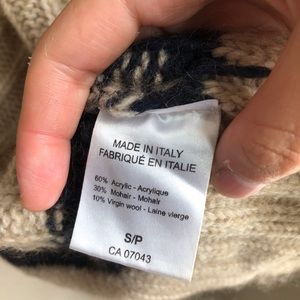 MADE IN ITALY
FABRIQUÉ EN ITALIE
60% Acrylic - Acrylique
30% Mohair - Mohair
10% Virgin wool - Laine vierge
S/P
CA 07043